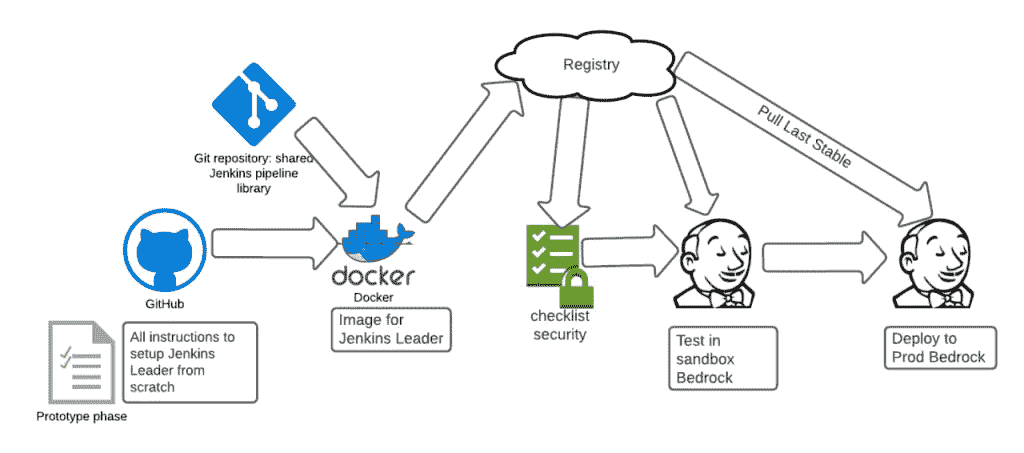 Registry
Pull Last Stable
Git repository: shared
Jenkins pipeline
library
GitHub
docker
Docker
Image for
Jenkins Leader
All instructions to
setup Jenkins
Leader from
scratch
Prototype phase
checklist
security
Test in
sandbox
Bedrock
Deploy to
Prod Bedrock